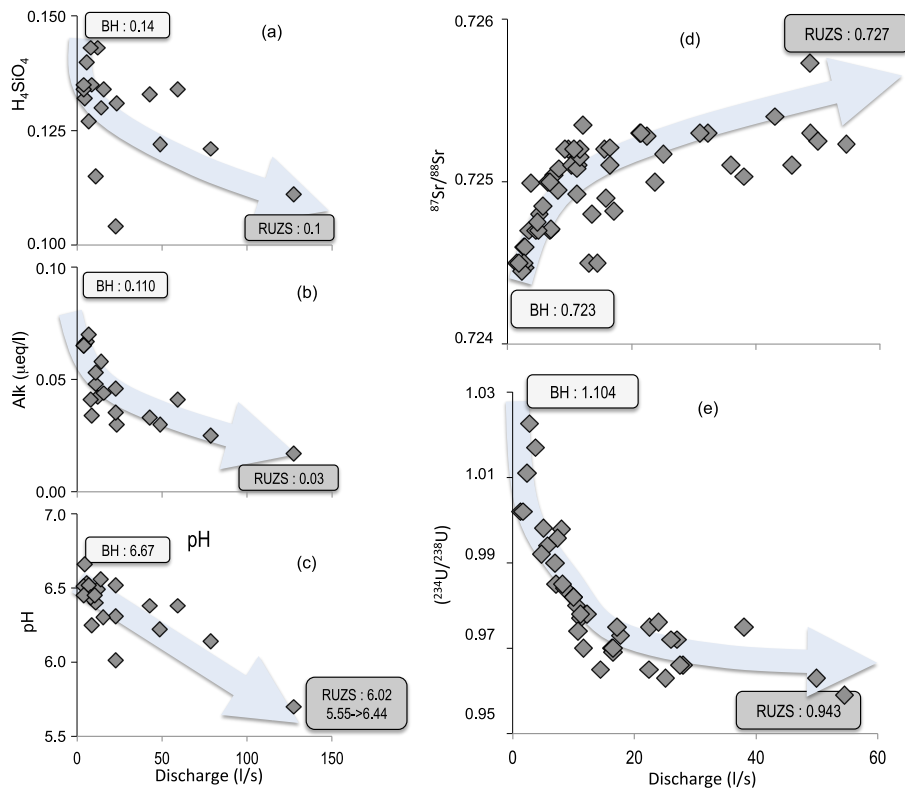 (a)
BH : 0.14
H₄SiO₄
0.150
0.125
0.100
RUZS : 0.1
(b)
BH : 0.110
Alk (µeq/l)
0.10
0.05
0.00
RUZS : 0.03
pH
(c)
BH : 6.67
pH
7.0
6.5
6.0
5.5
RUZS : 6.02
5.55->6.44
0 50 100 150
Discharge (l/s)
(d)
RUZS : 0.727
⁸⁷Sr/⁸⁸Sr
0.726
0.725
0.724
BH : 0.723
0 20 40 60
(e)
BH : 1.104
(²³⁴U/²³⁸U)
1.03
1.01
0.99
0.97
0.95
RUZS : 0.943
0 20 40 60
Discharge (l/s)